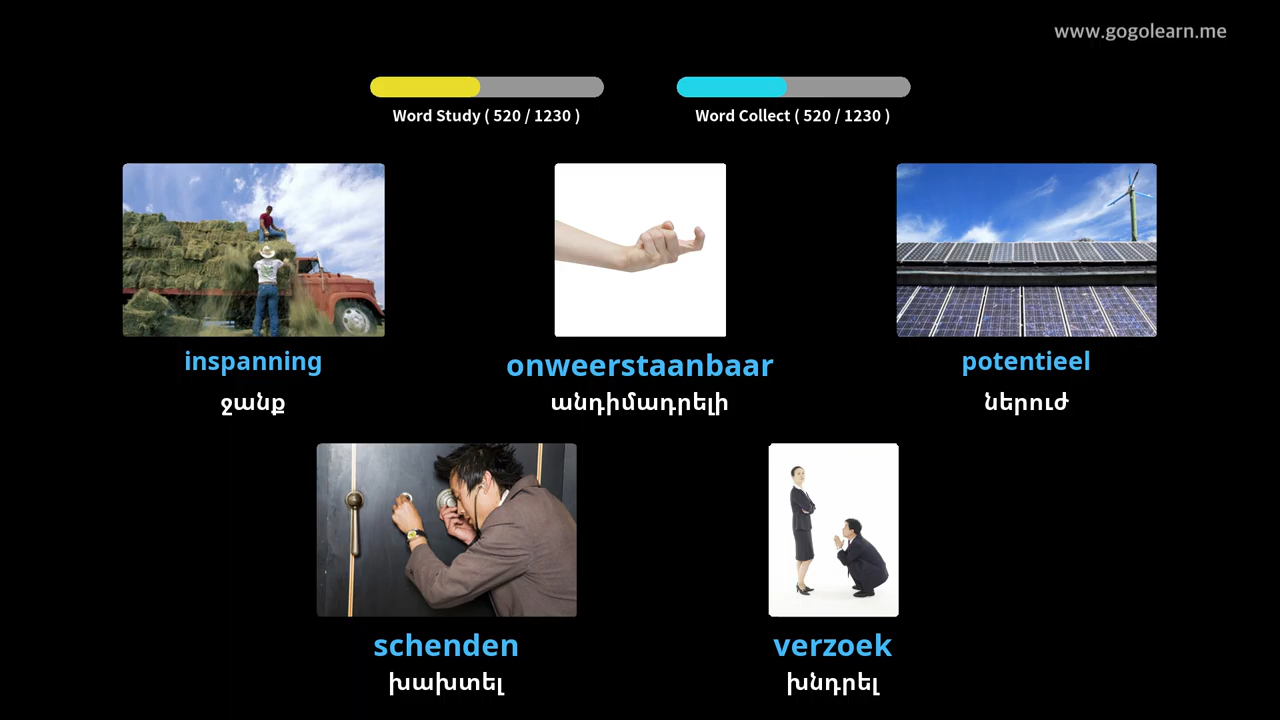 www.gogolearn.me
Word Study ( 520 / 1230 )
Word Collect ( 520 / 1230 )
inspanning
ջանք
onweerstaanbaar
անդիմադրելի
potentieel
ներուժ
schenden
խախտել
verzoek
խնդրել